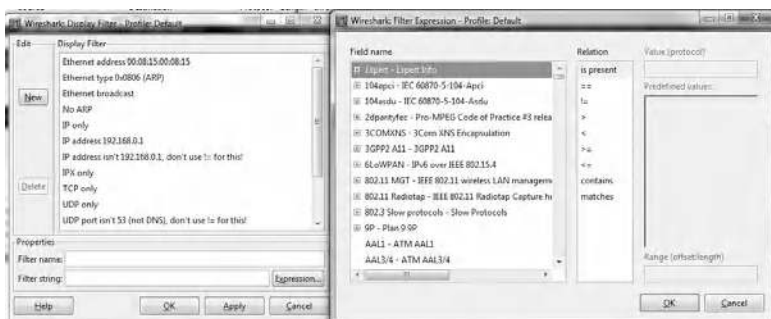 Wireshark: Display Filter - Profile: Default
Edit
Display Filter
Ethernet address 00:08:15:00:08:15
Ethernet type 0x0806 (ARP)
Ethernet broadcast
New
No ARP
IP only
IP address 192.168.0.1
IP address isn't 192.168.0.1, don't use != for this!
IPX only
Delete
TCP only
UDP only
UDP port isn't 53 (not DNS), don't use != for this!
Properties
Filter name:
Filter string:
Expression...
Help
OK
Apply
Cancel
Wireshark: Filter Expression - Profile: Default
Field name
Expert - Expert Info
104apci - IEC 60870-5-104-Apci
104asdu - IEC 60870-5-104-Asdu
2dparityfec - Pro-MPEG Code of Practice #3 relea
3COMXNS - 3Com XNS Encapsulation
3GPP2 A11 - 3GPP2 A11
6LoWPAN - IPv6 over IEEE 802.15.4
802.11 MGT - IEEE 802.11 wireless LAN managem
802.11 Radiotap - IEEE 802.11 Radiotap Capture he
802.3 Slow protocols - Slow Protocols
9P - Plan 9 9P
AAL1 - ATM AAL1
AAL3/4 - ATM AAL3/4
Relation
is present
==
!=
>
<
>=
<=
contains
matches
Value (protocol)
Predefined values:
Range (offset:length)
OK
Cancel